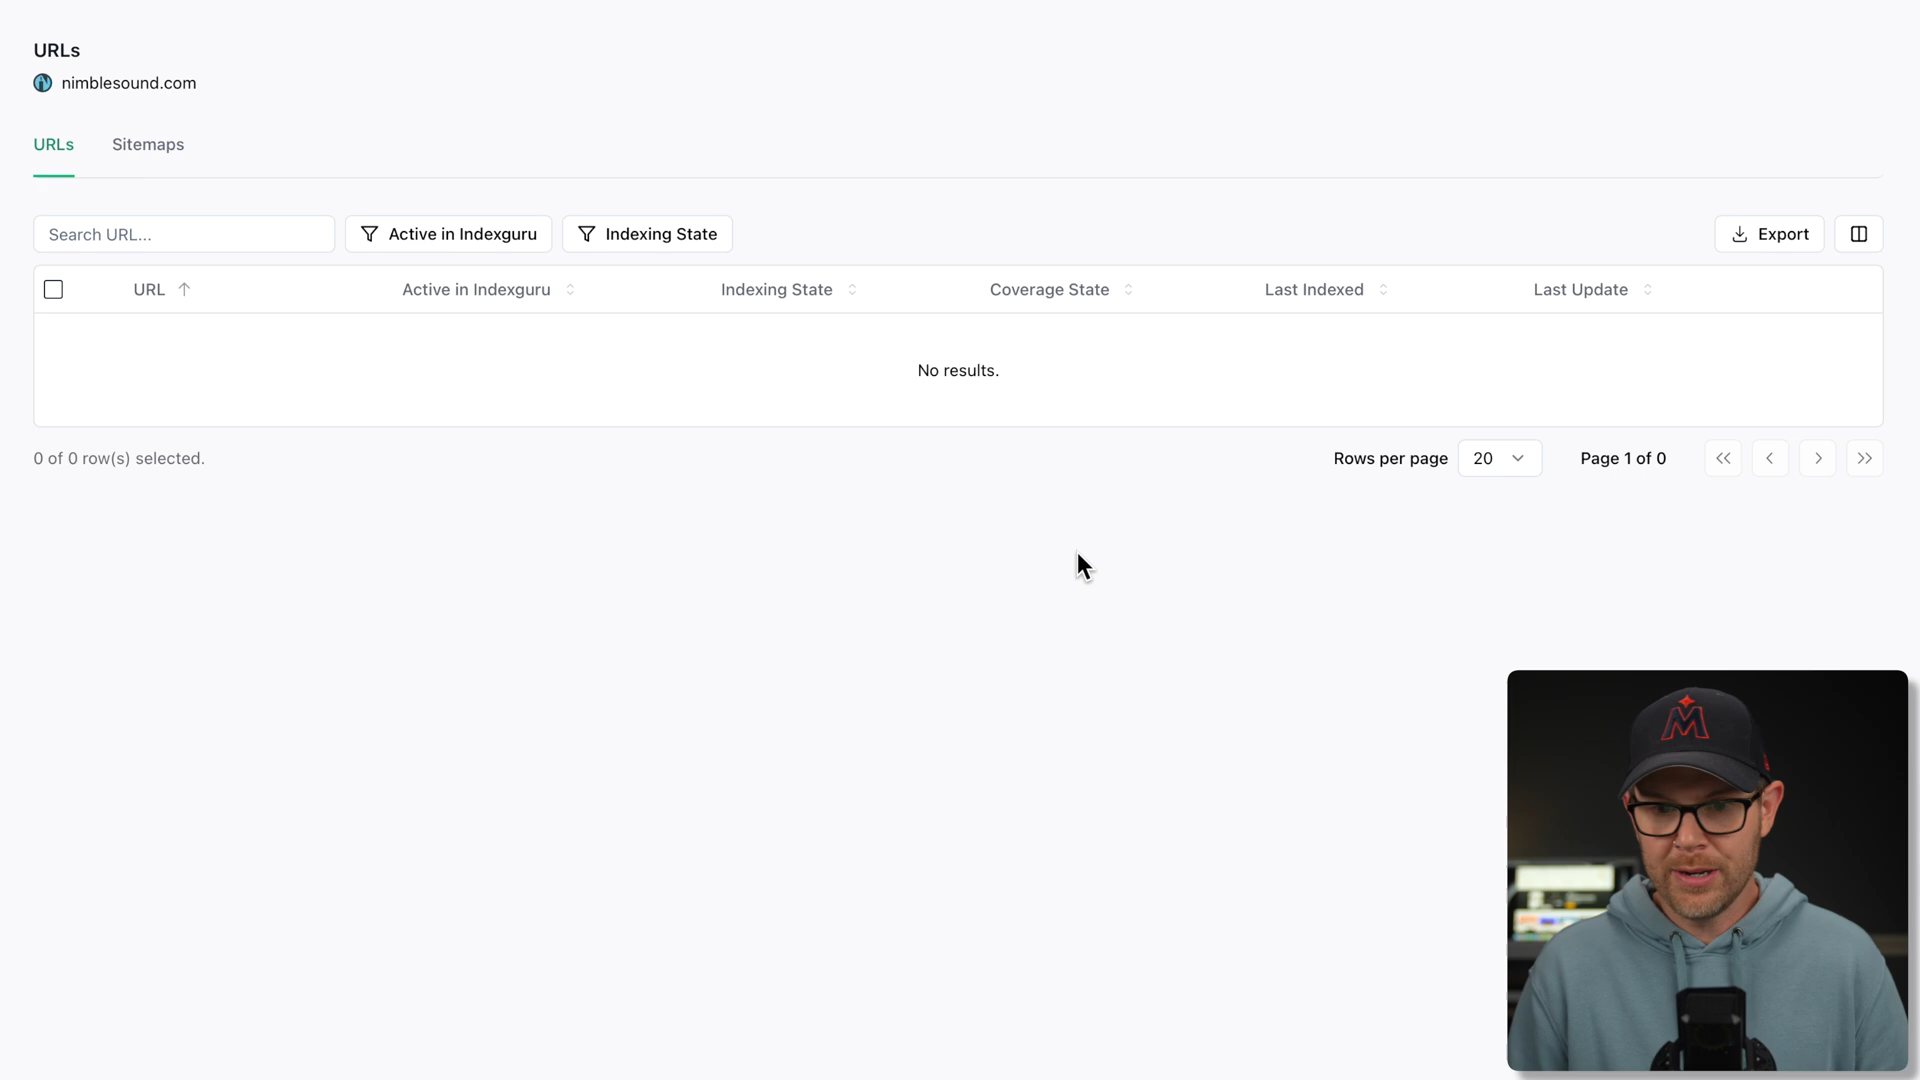 URLs
nimblesound.com
URLs Sitemaps
Search URL... Active in Indexguru Indexing State Export
URL Active in Indexguru Indexing State Coverage State Last Indexed Last Update
No results.
0 of 0 row(s) selected. Rows per page 20 Page 1 of 0
M